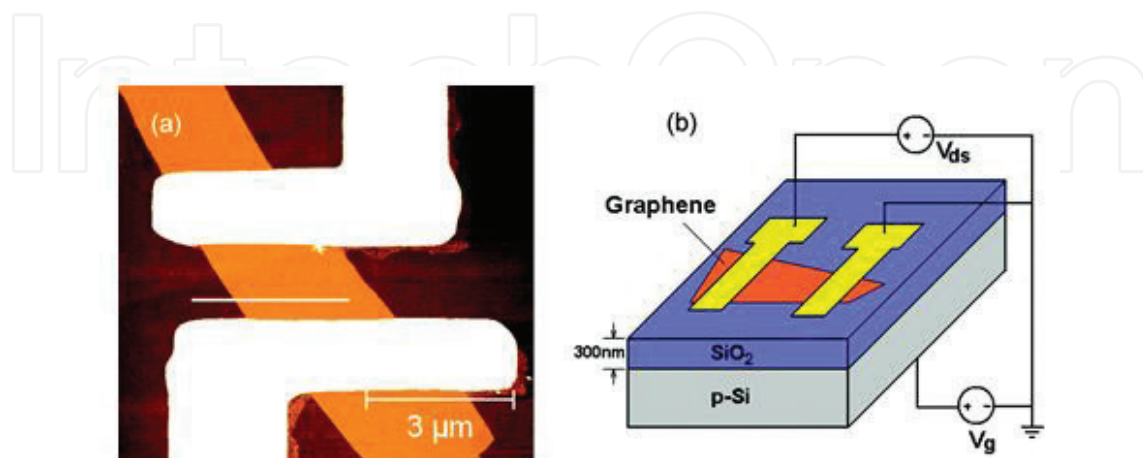 IntechOpen
(a)
3 μm
(b)
Vds
Graphene
300nm
SiO₂
p-Si
Vg